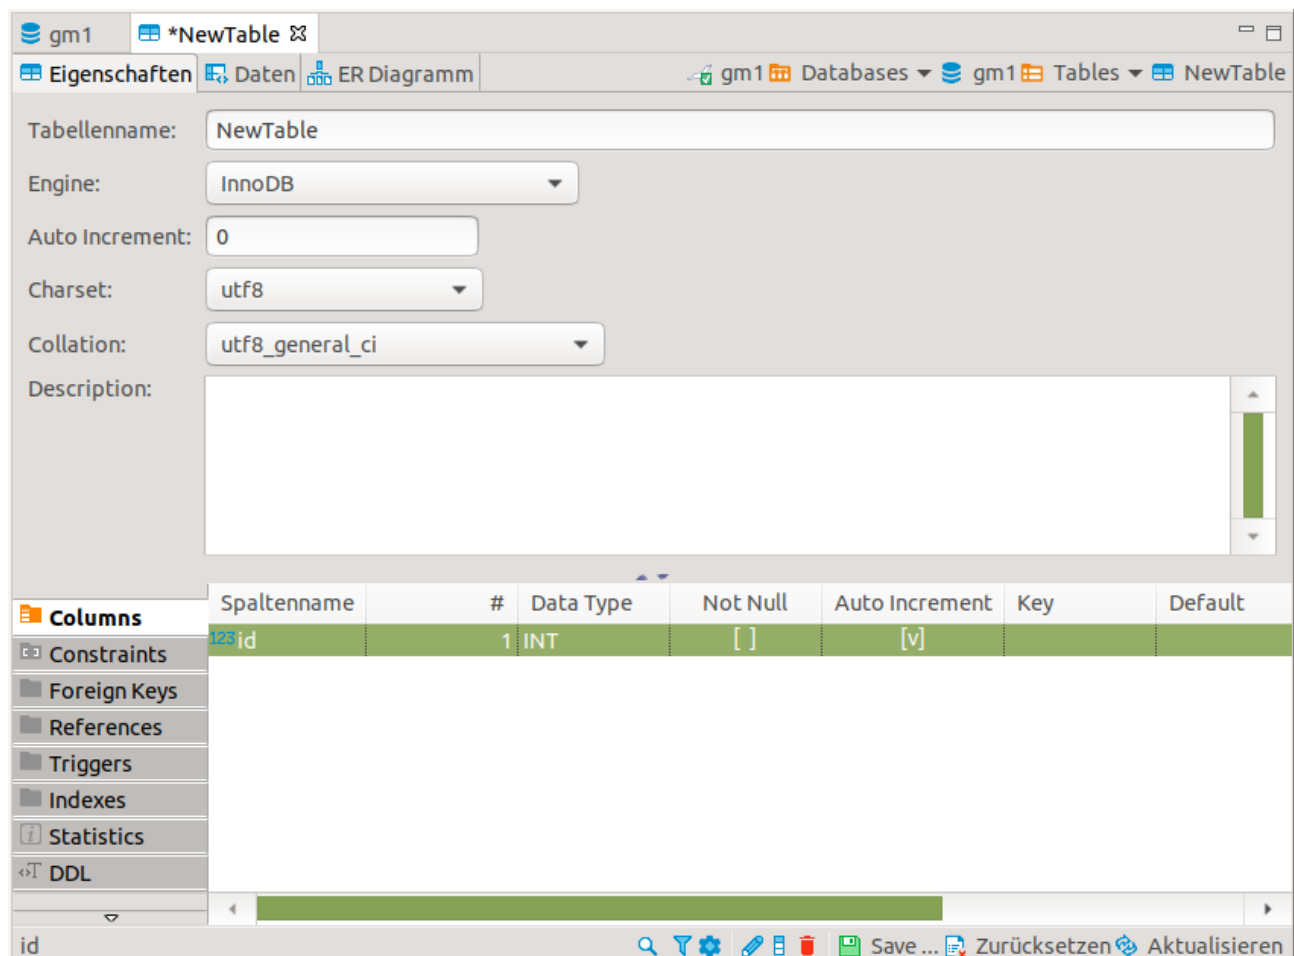 gm1 *NewTable
Eigenschaften Daten ER Diagramm gm1 Databases gm1 Tables NewTable
Tabellenname: NewTable
Engine: InnoDB
Auto Increment: 0
Charset: utf8
Collation: utf8_general_ci
Description:
Spaltenname # Data Type Not Null Auto Increment Key Default
123 id 1 INT [ ] [v]
Columns
Constraints
Foreign Keys
References
Triggers
Indexes
Statistics
DDL
id Save ... Zurücksetzen Aktualisieren